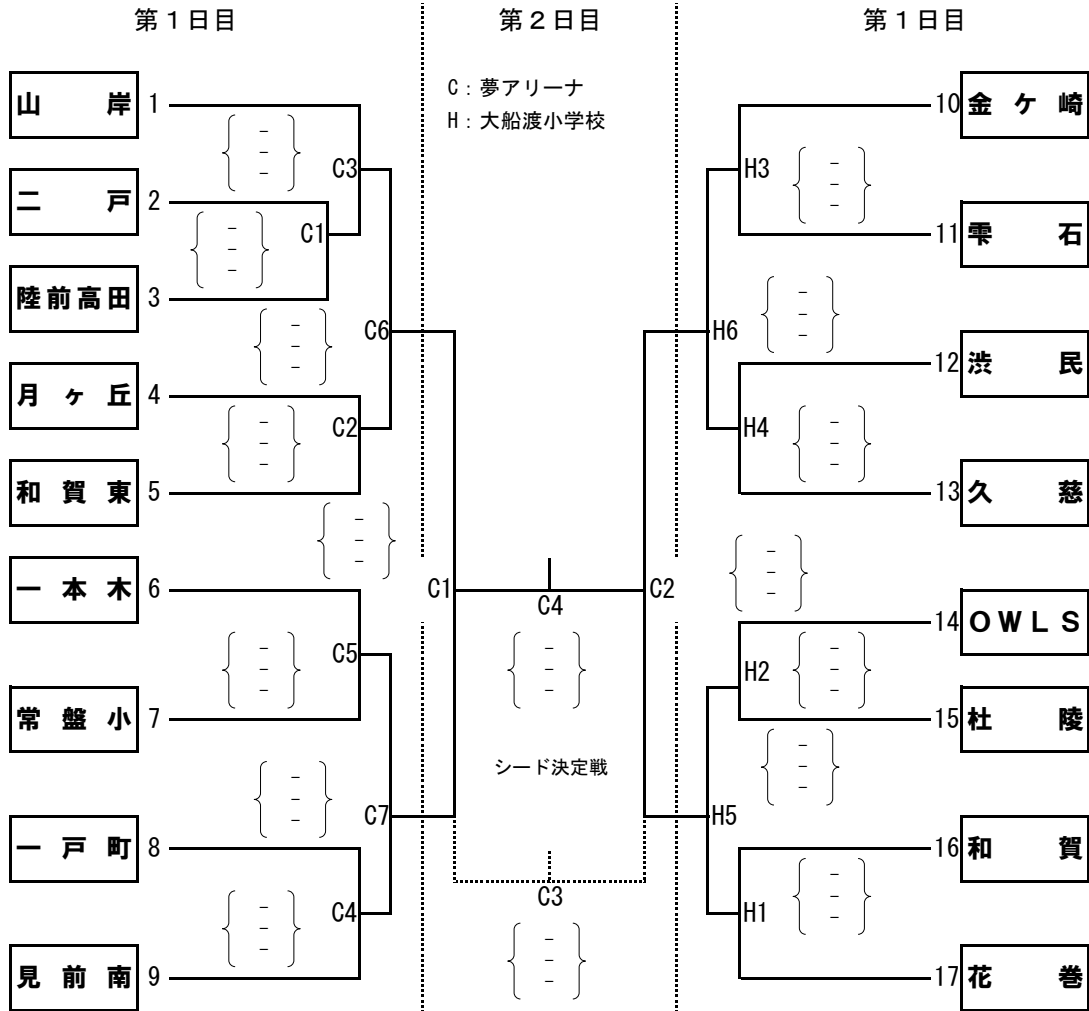 第1日目
第2日目
第1日目
C:夢アリーナ
H:大船渡小学校
山岸 1
二戸 2
陸前高田 3
月ヶ丘 4
和賀東 5
一本木 6
常盤小 7
一戸町 8
見前南 9
C3
C1
C6
C2
C5
C7
C4
C1
C4
C2
シード決定戦
C3
H3
H6
H4
H2
H5
H1
10 金ケ崎
11 雫石
12 渋民
13 久慈
14 OWLS
15 杜陵
16 和賀
17 花巻